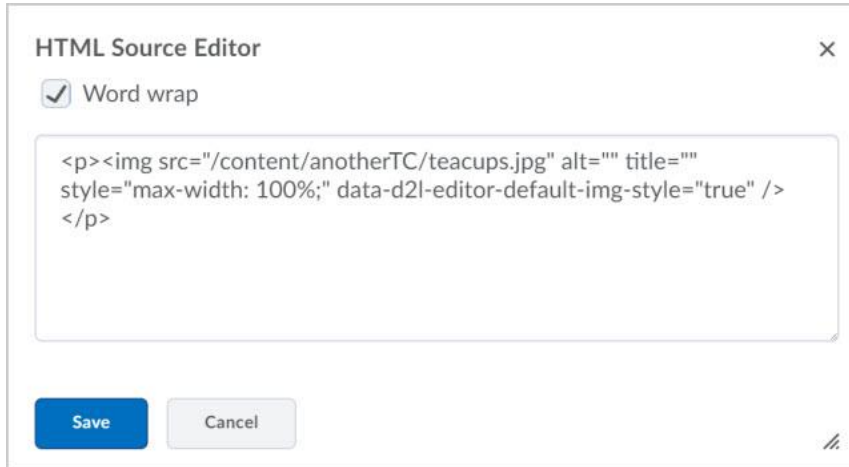 HTML Source Editor
Word wrap
<p><img src="/content/anotherTC/teacups.jpg" alt="" title=""
style="max-width: 100%;" data-d2l-editor-default-img-style="true" />
</p>
Save
Cancel